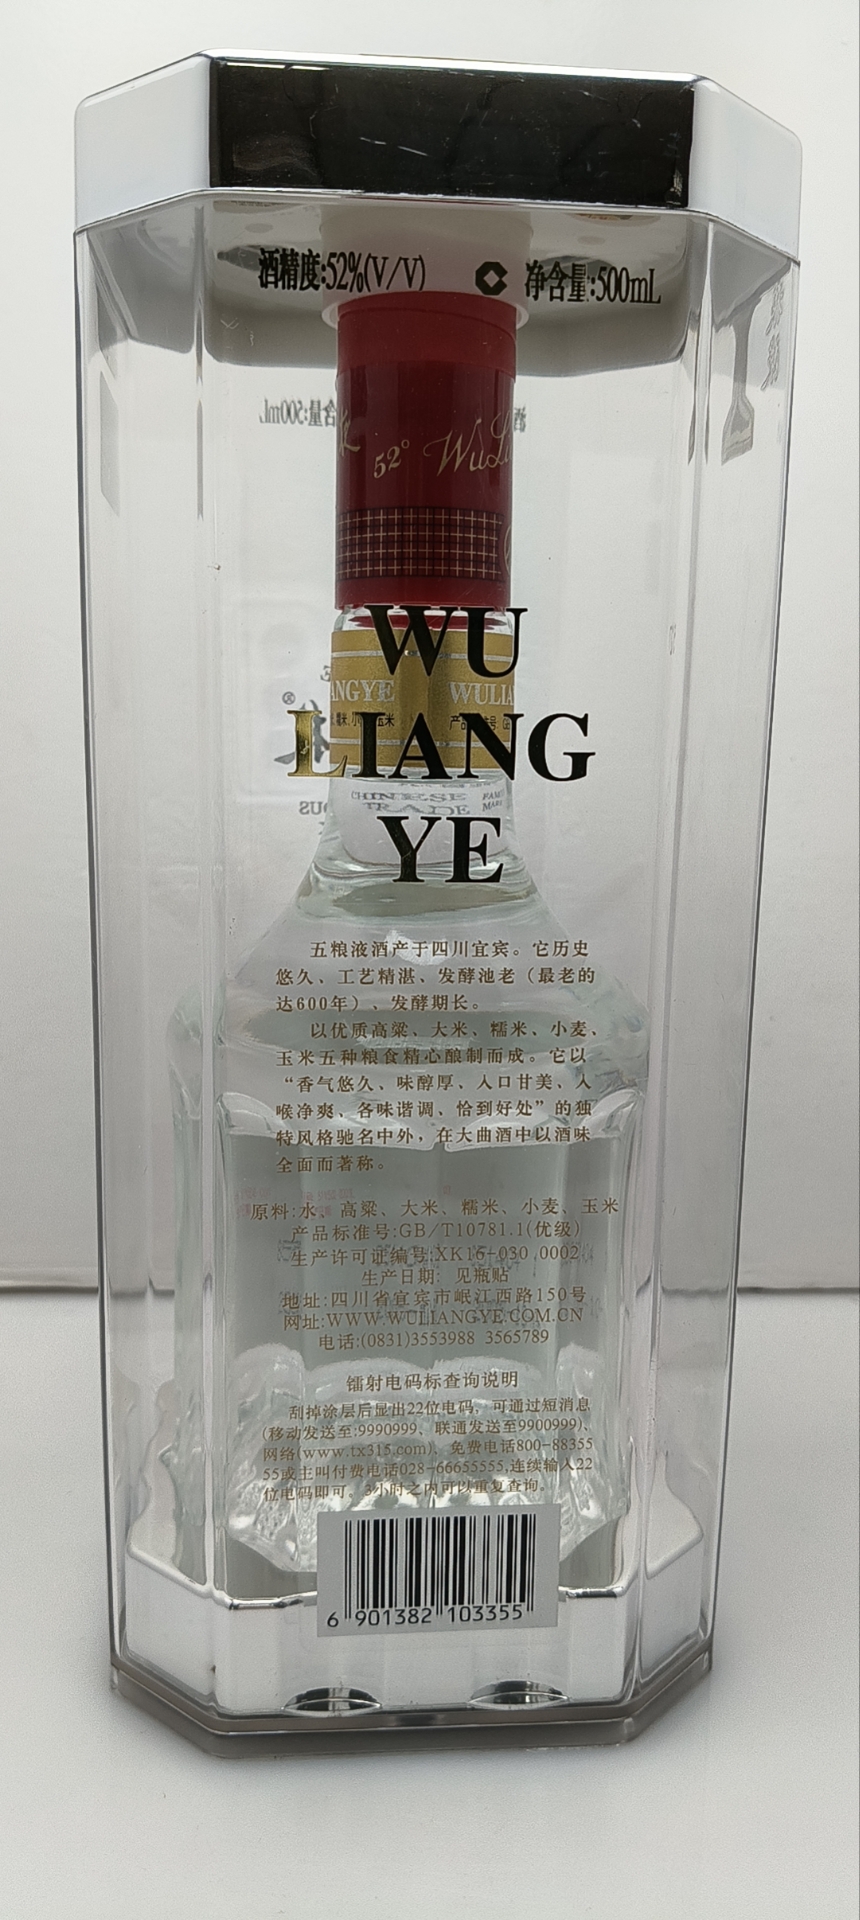 酒精度:52%(V/V)
净含量:500mL
52° WuLi
WU
ANGYE WULIA
LIANG
CHINESE
TRADE
YE
五粮液酒产于四川宜宾。它历史
悠久、工艺精湛、发酵池老（最老的
达600年）、发酵期长。
以优质高粱、大米、糯米、小麦、
玉米五种粮食精心酿制而成。它以
“香气悠久、味醇厚、入口甘美、入
喉净爽、各味谐调、恰到好处”的独
特风格驰名中外，在大曲酒中以酒味
全面而著称。
原料:水、高粱、大米、糯米、小麦、玉米
产品标准号:GB/T10781.1(优级)
生产许可证编号:XK16-030 0002
生产日期: 见瓶贴
地址:四川省宜宾市岷江西路150号
网址:WWW.WULIANGYE.COM.CN
电话:(0831)3553988 3565789
镭射电码标查询说明
刮掉涂层后显出22位电码，可通过短消息
(移动发送至:9990999、联通发送至9900999)、
网络(www.tx315.com)、免费电话800-88355
55或主叫付费电话028-66655555,连续输入22
位电码即可。3小时之内可以重复查询。
6 901382 103355